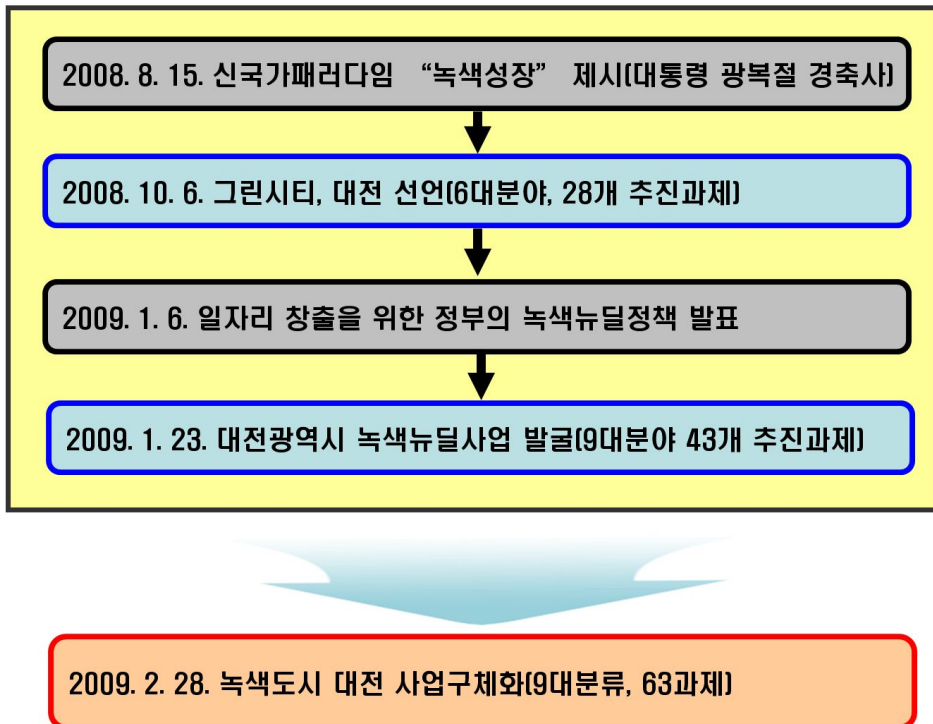 2008. 8. 15. 신국가패러다임 “녹색성장” 제시(대통령 광복절 경축사)
2008. 10. 6. 그린시티, 대전 선언(6대분야, 28개 추진과제)
2009. 1. 6. 일자리 창출을 위한 정부의 녹색뉴딜정책 발표
2009. 1. 23. 대전광역시 녹색뉴딜사업 발굴(9대분야 43개 추진과제)
2009. 2. 28. 녹색도시 대전 사업구체화(9대분류, 63과제)